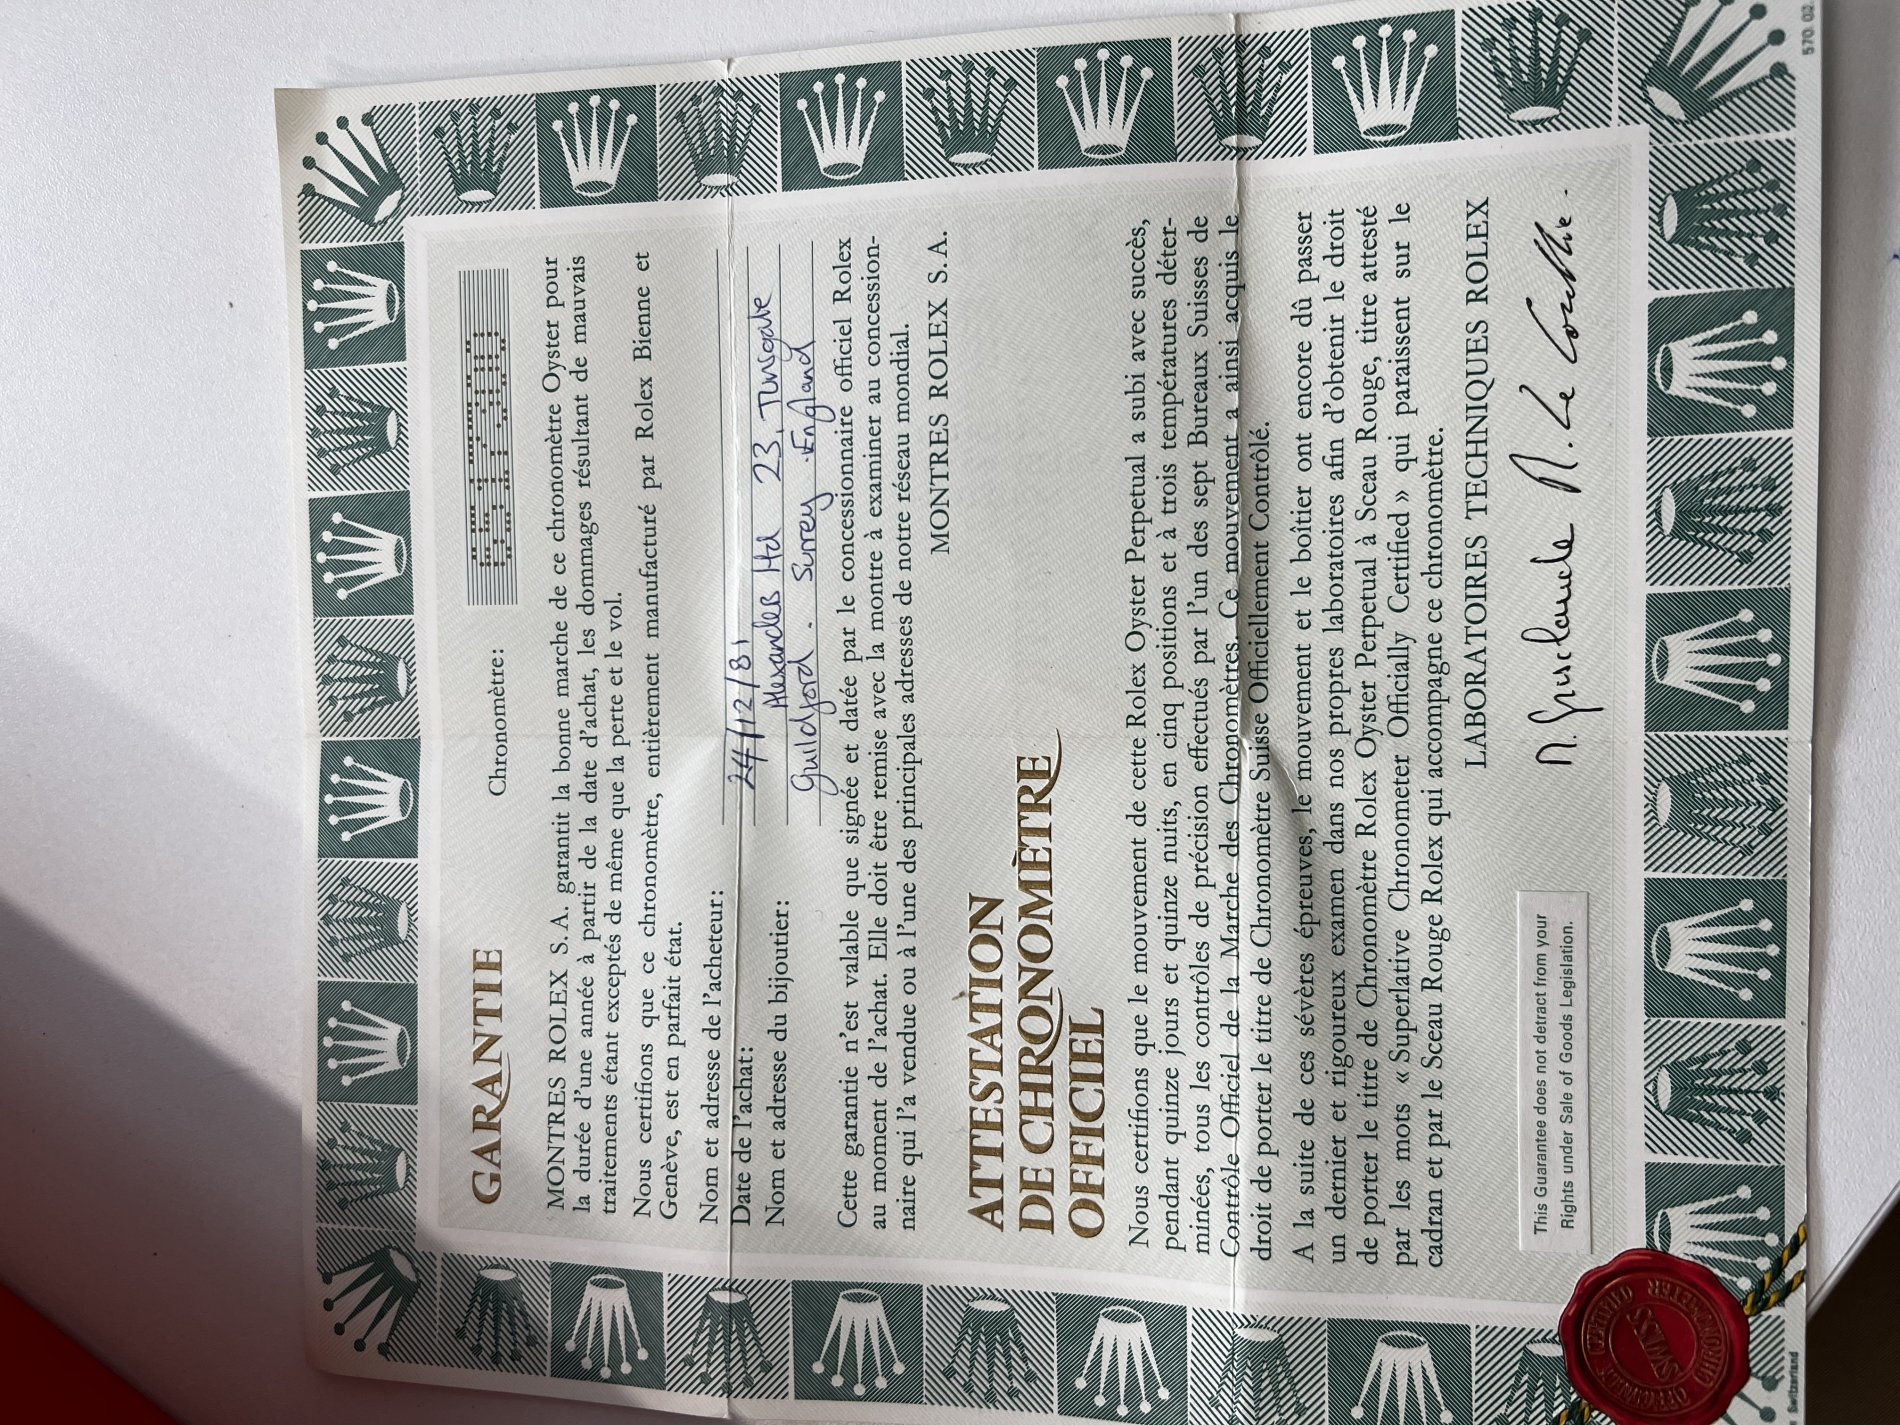 GARANTIE
Chronomètre:
MONTRES ROLEX S.A. garantit la bonne marche de ce chronomètre Oyster pour
la durée d'une année à partir de la date d'achat, les dommages résultant de mauvais
traitements étant exceptés de même que la perte et le vol.
Nous certifions que ce chronomètre, entièrement manufacturé par Rolex Bienne et
Genève, est en parfait état.
Nom et adresse de l'acheteur:
Date de l'achat: 24/12/81
Nom et adresse du bijoutier: Alexanders Ltd 23, Tunsgate
Guildford. Surrey. England
Cette garantie n'est valable que signée et datée par le concessionnaire officiel Rolex
au moment de l'achat. Elle doit être remise avec la montre à examiner au concession-
naire qui l'a vendue ou à l'une des principales adresses de notre réseau mondial.
MONTRES ROLEX S.A.
ATTESTATION
DE CHRONOMÈTRE
OFFICIEL
Nous certifions que le mouvement de cette Rolex Oyster Perpetual a subi avec succès,
pendant quinze jours et quinze nuits, en cinq positions et à trois températures déter-
minées, tous les contrôles de précision effectués par l'un des sept Bureaux Suisses de
Contrôle Officiel de la Marche des Chronomètres. Ce mouvement a ainsi acquis le
droit de porter le titre de Chronomètre Suisse Officiellement Contrôlé.
A la suite de ces sévères épreuves, le mouvement et le boîtier ont encore dû passer
un dernier et rigoureux examen dans nos propres laboratoires afin d'obtenir le droit
de porter le titre de Chronomètre Rolex Oyster Perpetual à Sceau Rouge, titre attesté
par les mots « Superlative Chronometer Officially Certified » qui paraissent sur le
cadran et par le Sceau Rouge Rolex qui accompagne ce chronomètre.
LABORATOIRES TECHNIQUES ROLEX
This Guarantee does not detract from your
Rights under Sale of Goods Legislation.
OFFICIALLY CERTIFIED
SWISS
CHRONOMETER
Switzerland
570.02